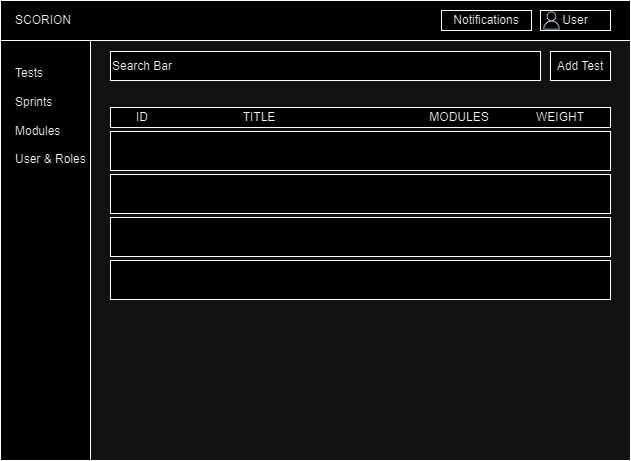 SCORION
Notifications
User
Tests
Sprints
Modules
User & Roles
Search Bar
Add Test
ID TITLE MODULES WEIGHT